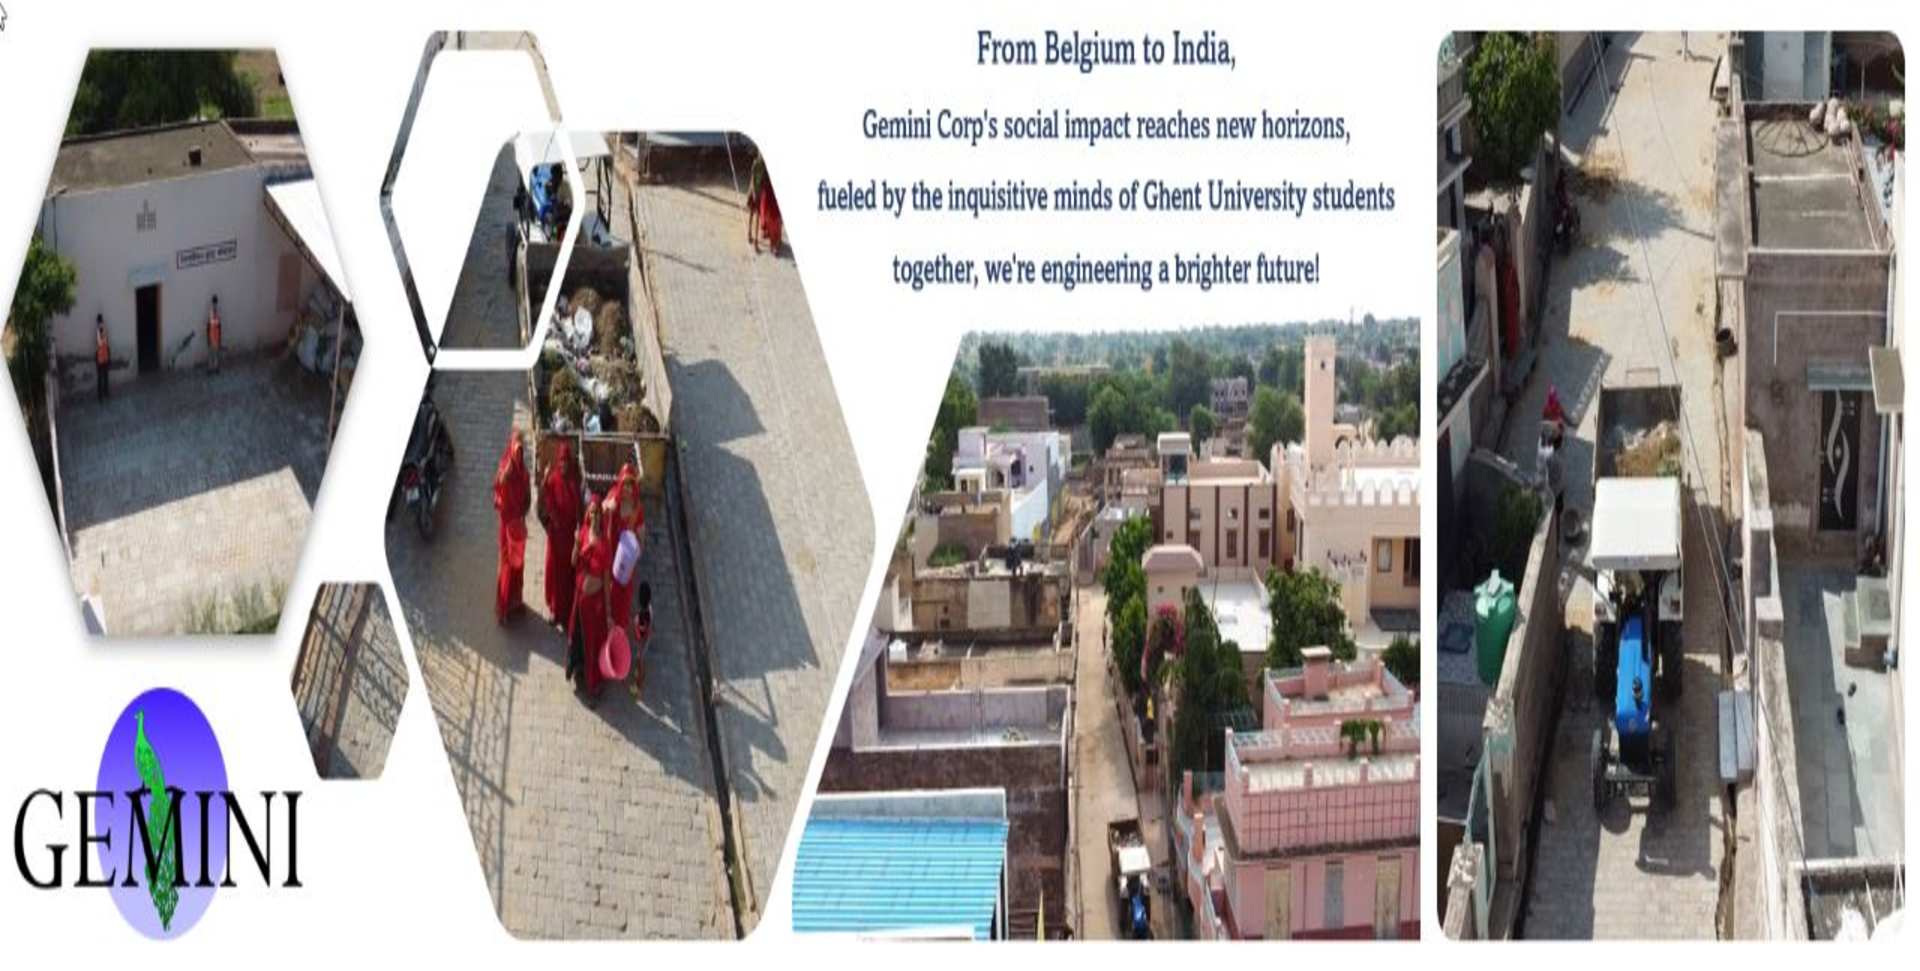 From Belgium to India,
Gemini Corp's social impact reaches new horizons,
fueled by the inquisitive minds of Ghent University students
together, we're engineering a brighter future!
GEMINI